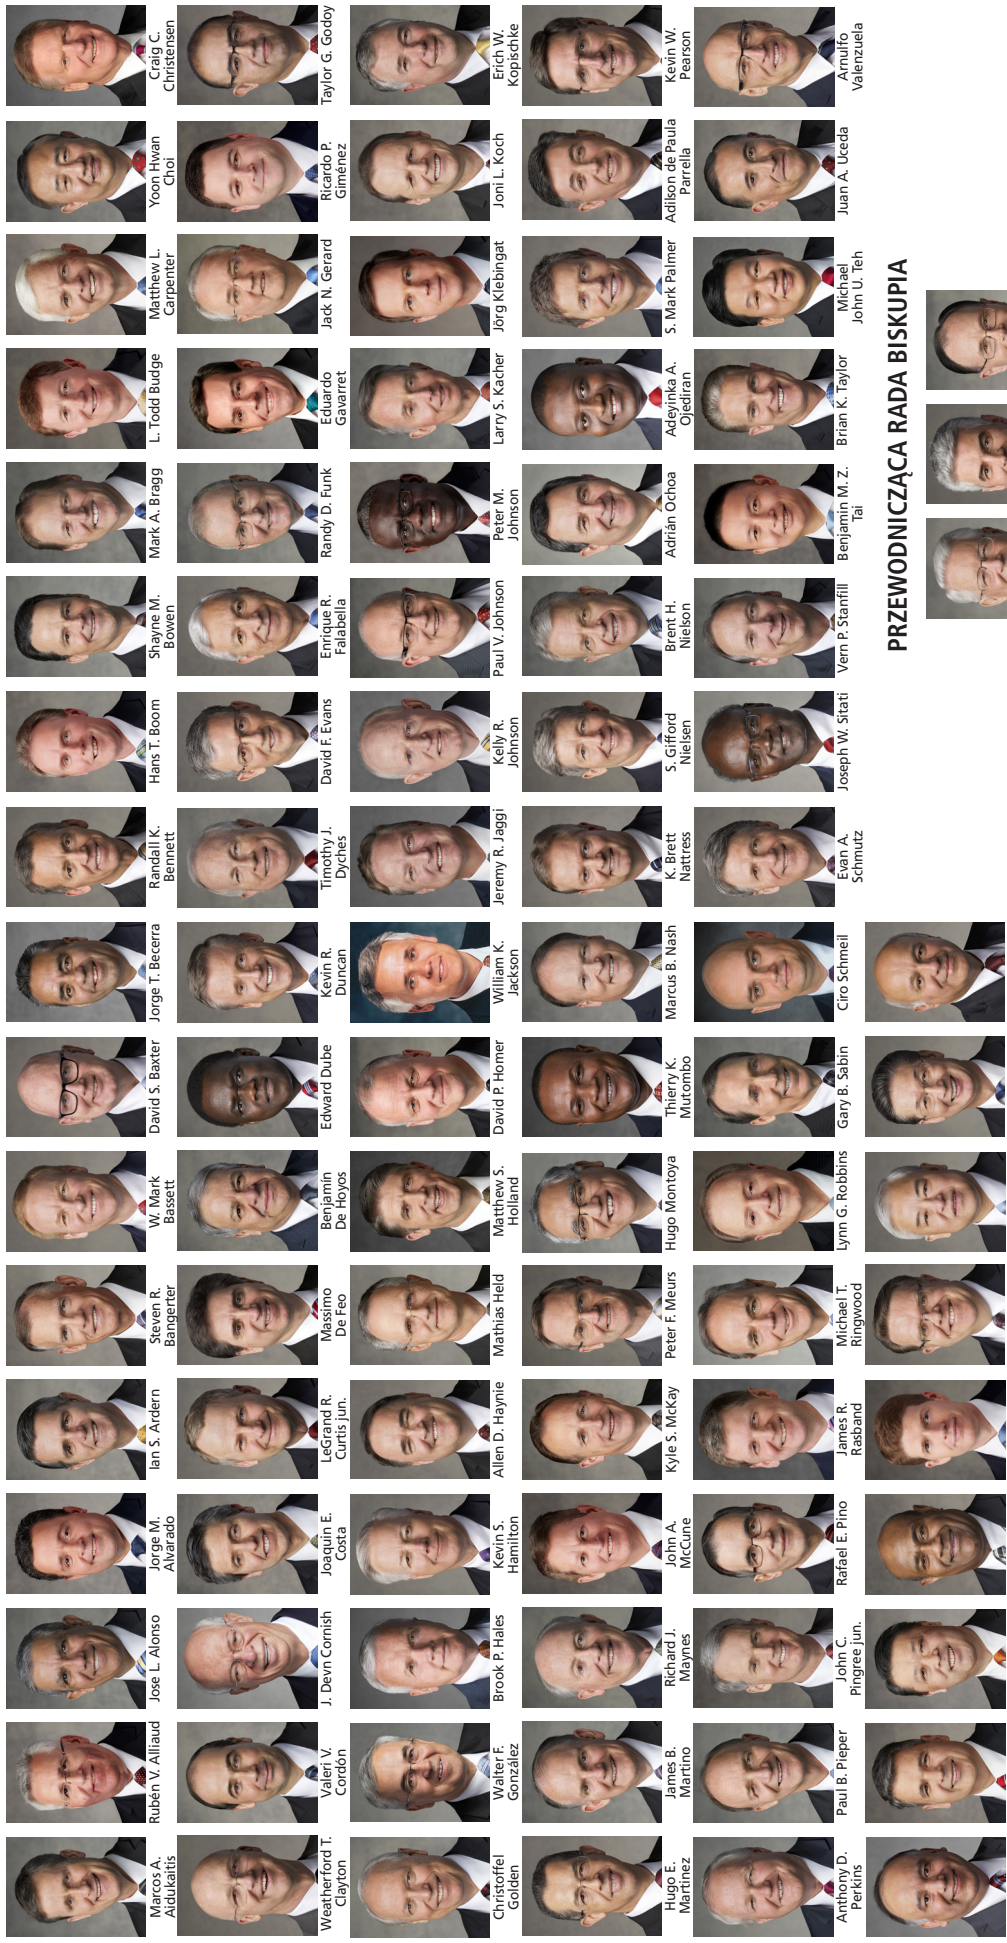 Marcos A.
Aidukaitis
Rubén V. Alliaud
Jose L. Alonso
Jorge M.
Alvarado
Ian S. Ardern
Steven R.
Bangerter
W. Mark
Bassett
David S. Baxter
Jorge T. Becerra
Randall K.
Bennett
Hans T. Boom
Shayne M.
Bowen
Mark A. Bragg
L. Todd Budge
Matthew L.
Carpenter
Yoon Hwan
Choi
Craig C.
Christensen
Weatherford T.
Clayton
Valeri V.
Cordón
J. Devn Cornish
Joaquin E.
Costa
LeGrand R.
Curtis jun.
Massimo
De Feo
Benjamín
De Hoyos
Edward Dube
Kevin R.
Duncan
Timothy J.
Dyches
David F. Evans
Enrique R.
Falabella
Randy D. Funk
Eduardo
Gavarret
Jack N. Gerard
Ricardo P.
Giménez
Taylor G. Godoy
Christoffel
Golden
Walter F.
González
Brook P. Hales
Kevin S.
Hamilton
Allen D. Haynie
Mathias Held
Matthew S.
Holland
David P. Homer
William K.
Jackson
Jeremy R. Jaggi
Kelly R.
Johnson
Paul V. Johnson
Peter M.
Johnson
Larry S. Kacher
Jörg Klebingat
Joni L. Koch
Erich W.
Kopischke
Hugo E.
Martinez
James B.
Martino
Richard J.
Maynes
John A.
McCune
Kyle S. McKay
Peter F. Meurs
Hugo Montoya
Thierry K.
Mutombo
Marcus B. Nash
K. Brett
Nattress
S. Gifford
Nielsen
Brent H.
Nielson
Adrián Ochoa
Adeyinka A.
Ojediran
S. Mark Palmer
Adilson de Paula
Parrella
Kevin W.
Pearson
Anthony D.
Perkins
Paul B. Pieper
John C.
Pingree jun.
Rafael E. Pino
James R.
Rasband
Michael T.
Ringwood
Lynn G. Robbins
Gary B. Sabin
Ciro Schmeil
Evan A.
Schmutz
Joseph W. Sitati
Vern P. Stanfill
Benjamin M. Z.
Tai
Brian K. Taylor
Michael
John U. Teh
Juan A. Uceda
Arnulfo
Valenzuela
PRZEWODNICZĄCA RADA BISKUPIA